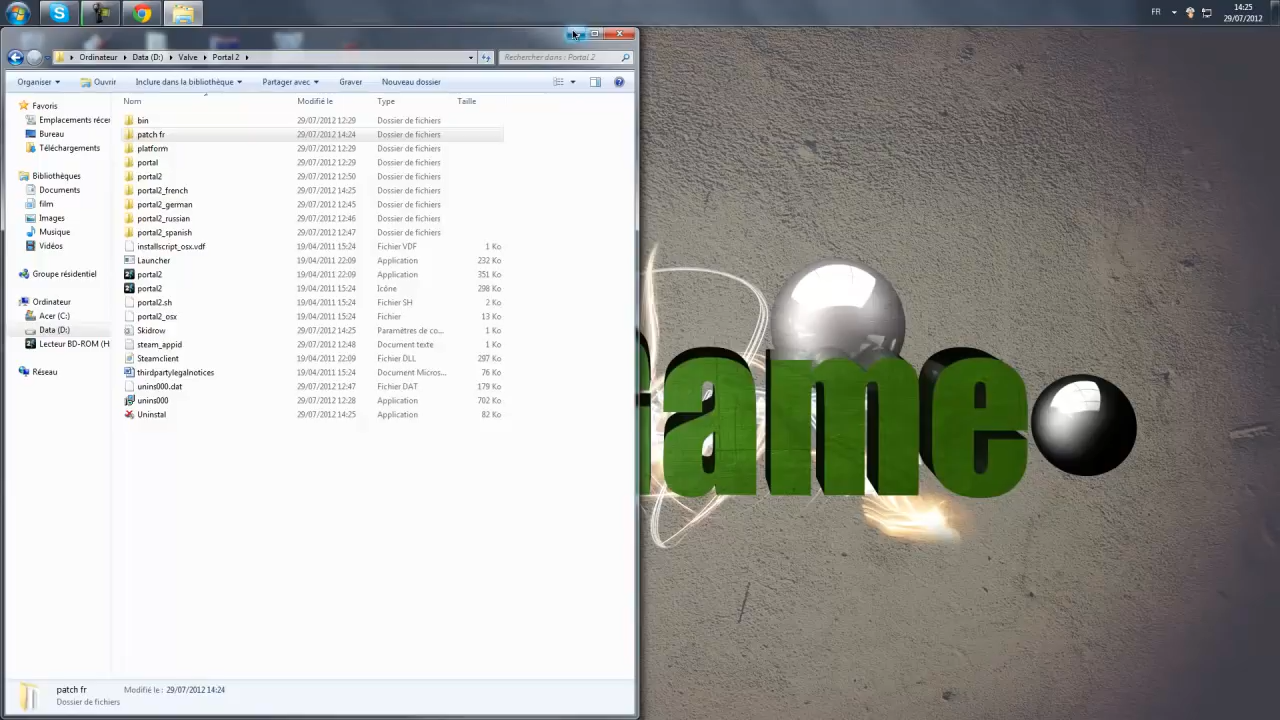 FR
14:25
29/07/2012
Ordinateur Data (D:) Valve Portal 2
Rechercher dans : Portal 2
Organiser Ouvrir Inclure dans la bibliothèque Partager avec Graver Nouveau dossier
Nom Modifié le Type Taille
Favoris
Emplacements récer
Bureau
Téléchargements
Bibliothèques
Documents
film
Images
Musique
Vidéos
Groupe résidentiel
Ordinateur
Acer (C:)
Data (D:)
Lecteur BD-ROM (H
Réseau
bin 29/07/2012 12:29 Dossier de fichiers
patch fr 29/07/2012 14:24 Dossier de fichiers
platform 29/07/2012 12:29 Dossier de fichiers
portal 29/07/2012 12:29 Dossier de fichiers
portal2 29/07/2012 12:50 Dossier de fichiers
portal2_french 29/07/2012 14:25 Dossier de fichiers
portal2_german 29/07/2012 12:45 Dossier de fichiers
portal2_russian 29/07/2012 12:46 Dossier de fichiers
portal2_spanish 29/07/2012 12:47 Dossier de fichiers
installscript_osx.vdf 19/04/2011 15:24 Fichier VDF 1 Ko
Launcher 19/04/2011 22:09 Application 232 Ko
portal2 19/04/2011 22:09 Application 351 Ko
portal2 19/04/2011 15:24 Icône 298 Ko
portal2.sh 19/04/2011 15:24 Fichier SH 2 Ko
portal2_osx 19/04/2011 15:24 Fichier 13 Ko
Skidrow 29/07/2012 14:25 Paramètres de co... 1 Ko
steam_appid 29/07/2012 12:48 Document texte 1 Ko
Steamclient 19/04/2011 22:09 Fichier DLL 297 Ko
thirdpartylegalnotices 19/04/2011 15:24 Document Micros... 76 Ko
unins000.dat 29/07/2012 12:47 Fichier DAT 179 Ko
unins000 29/07/2012 12:28 Application 702 Ko
Uninstal 29/07/2012 14:25 Application 82 Ko
ame
patch fr Modifié le : 29/07/2012 14:24
Dossier de fichiers